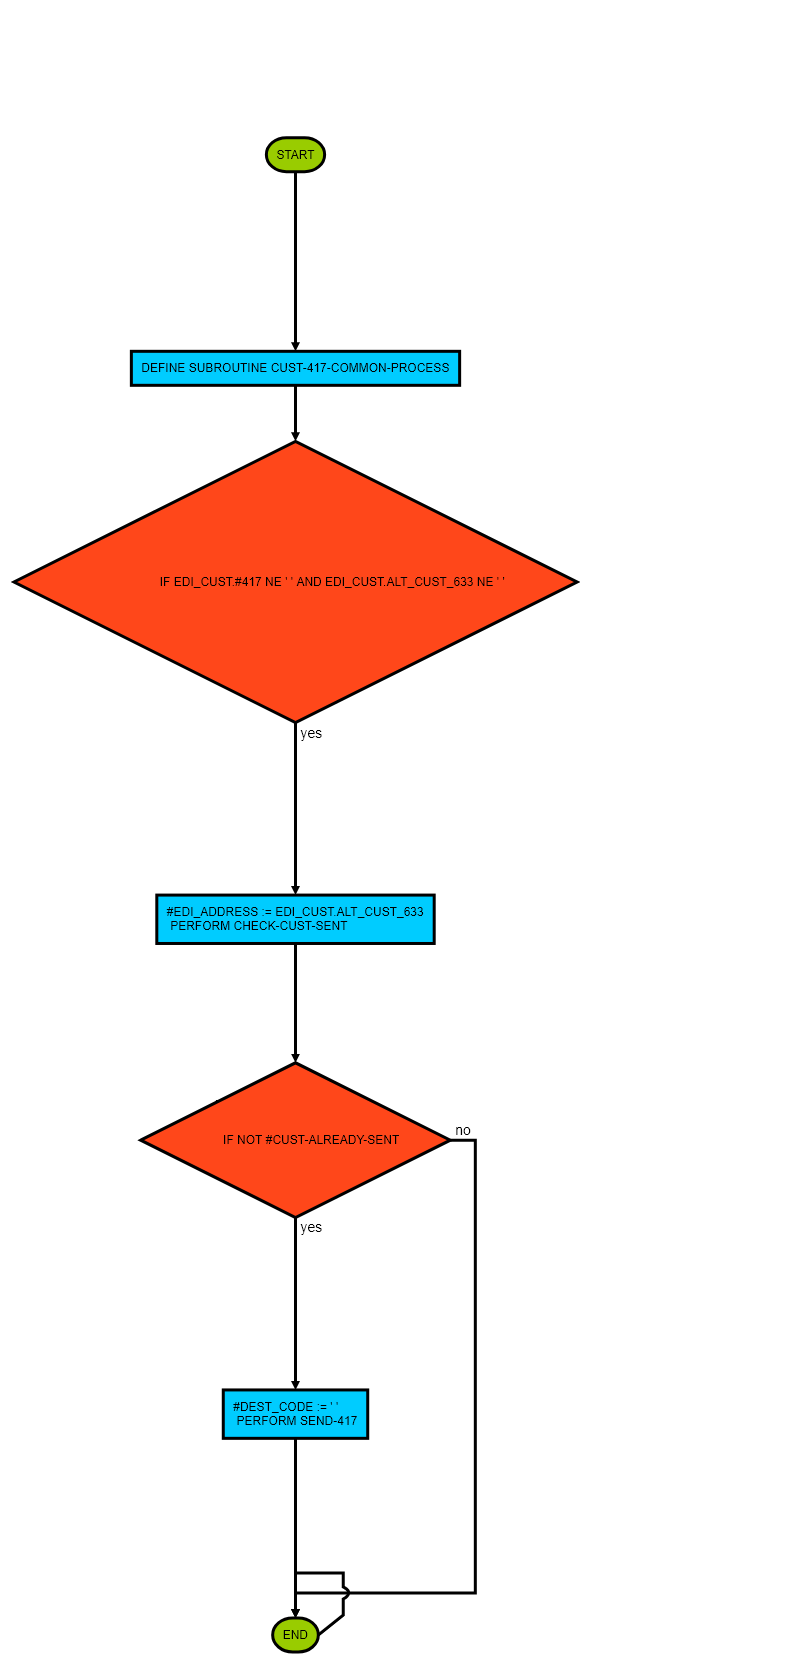 START
DEFINE SUBROUTINE CUST-417-COMMON-PROCESS
IF EDI_CUST.#417 NE ' ' AND EDI_CUST.ALT_CUST_633 NE ' '
yes
#EDI_ADDRESS := EDI_CUST.ALT_CUST_633
PERFORM CHECK-CUST-SENT
no
IF NOT #CUST-ALREADY-SENT
yes
#DEST_CODE := ' '
PERFORM SEND-417
END